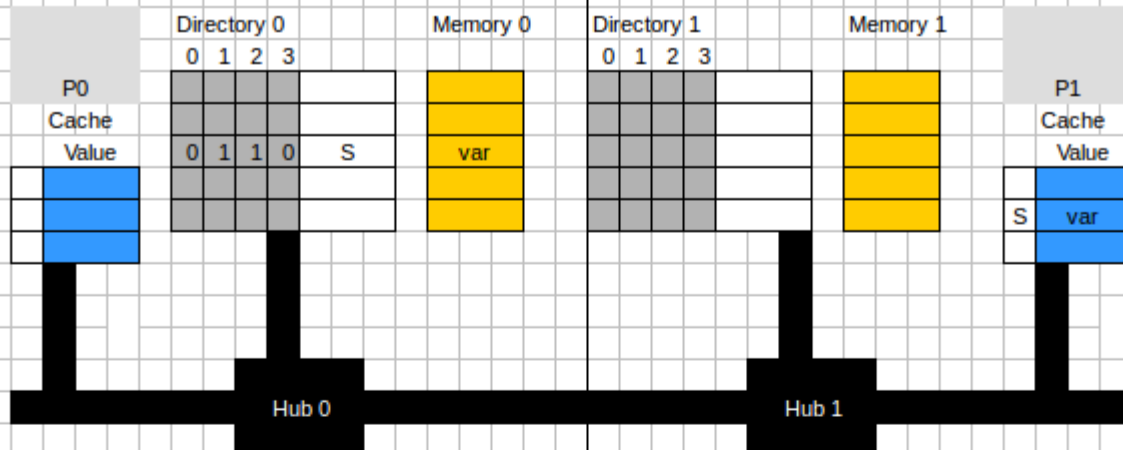 Directory 0 Memory 0 Directory 1 Memory 1
0 1 2 3 0 1 2 3
P0 P1
Cache Cache
Value 0 1 1 0 S var Value
S var
Hub 0 Hub 1